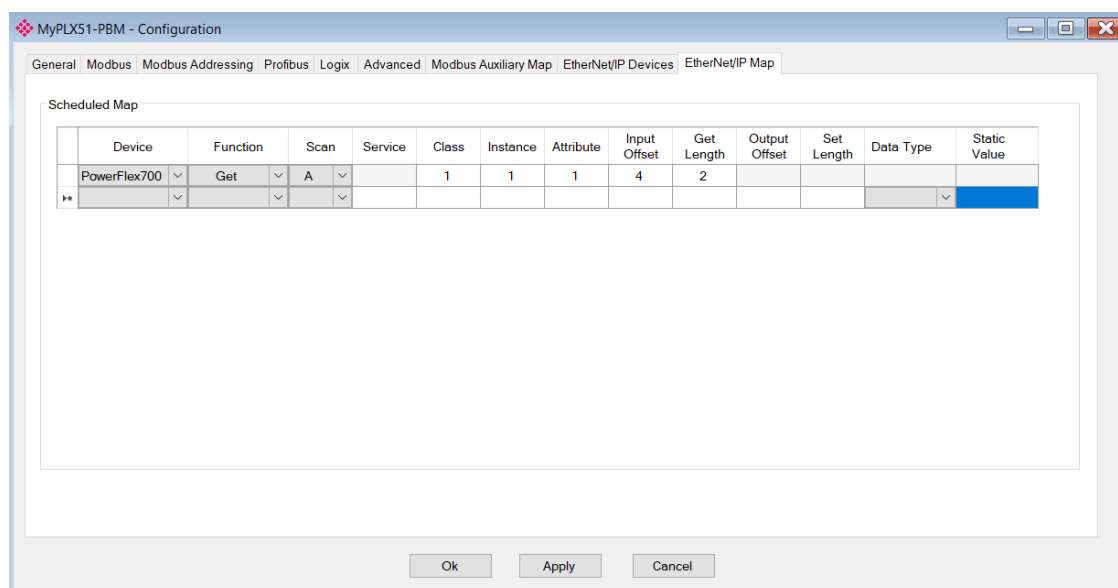 MyPLX51-PBM - Configuration
General Modbus Modbus Addressing Profibus Logix Advanced Modbus Auxiliary Map EtherNet/IP Devices EtherNet/IP Map
Scheduled Map
Device Function Scan Service Class Instance Attribute Input Offset Get Length Output Offset Set Length Data Type Static Value
PowerFlex700 Get A 1 1 1 4 2
Ok Apply Cancel